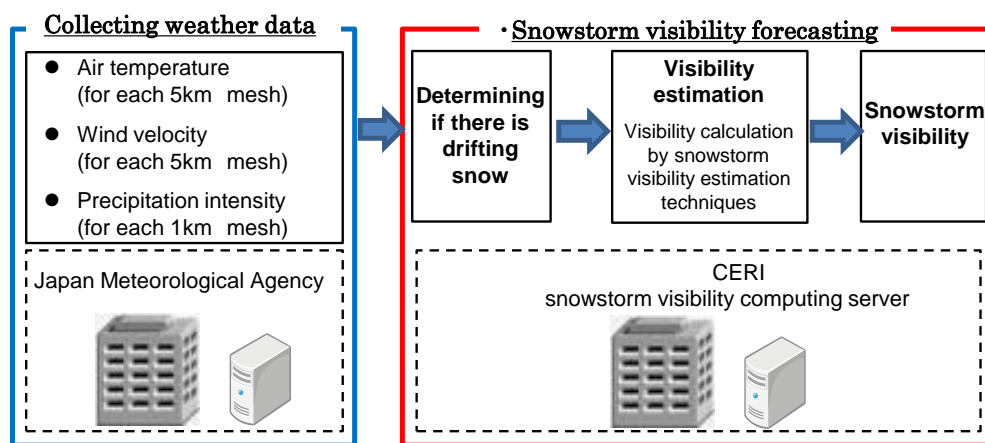 Collecting weather data
● Air temperature
(for each 5km mesh)
● Wind velocity
(for each 5km mesh)
● Precipitation intensity
(for each 1km mesh)
Japan Meteorological Agency
・Snowstorm visibility forecasting
Determining
if there is
drifting
snow
Visibility
estimation
Visibility calculation
by snowstorm
visibility estimation
techniques
Snowstorm
visibility
CERI
snowstorm visibility computing server